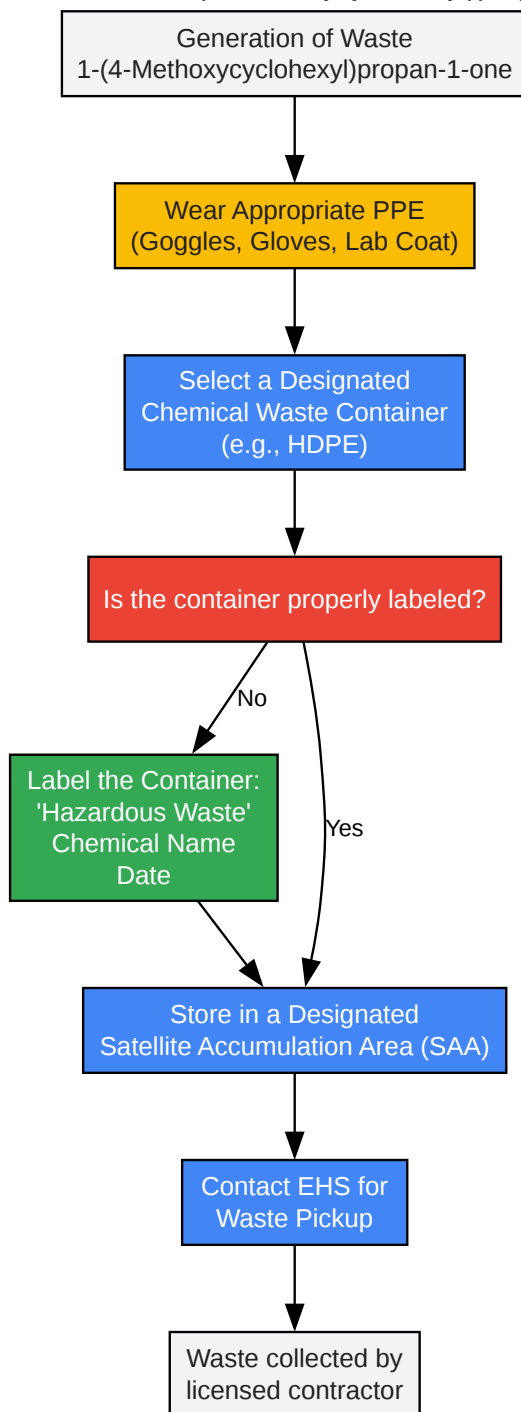 Generation of Waste
1-(4-Methoxycyclohexyl)propan-1-one
Wear Appropriate PPE
(Goggles, Gloves, Lab Coat)
Select a Designated
Chemical Waste Container
(e.g., HDPE)
Is the container properly labeled?
No
Label the Container:
'Hazardous Waste'
Chemical Name
Date
Yes
Store in a Designated
Satellite Accumulation Area (SAA)
Contact EHS for
Waste Pickup
Waste collected by
licensed contractor